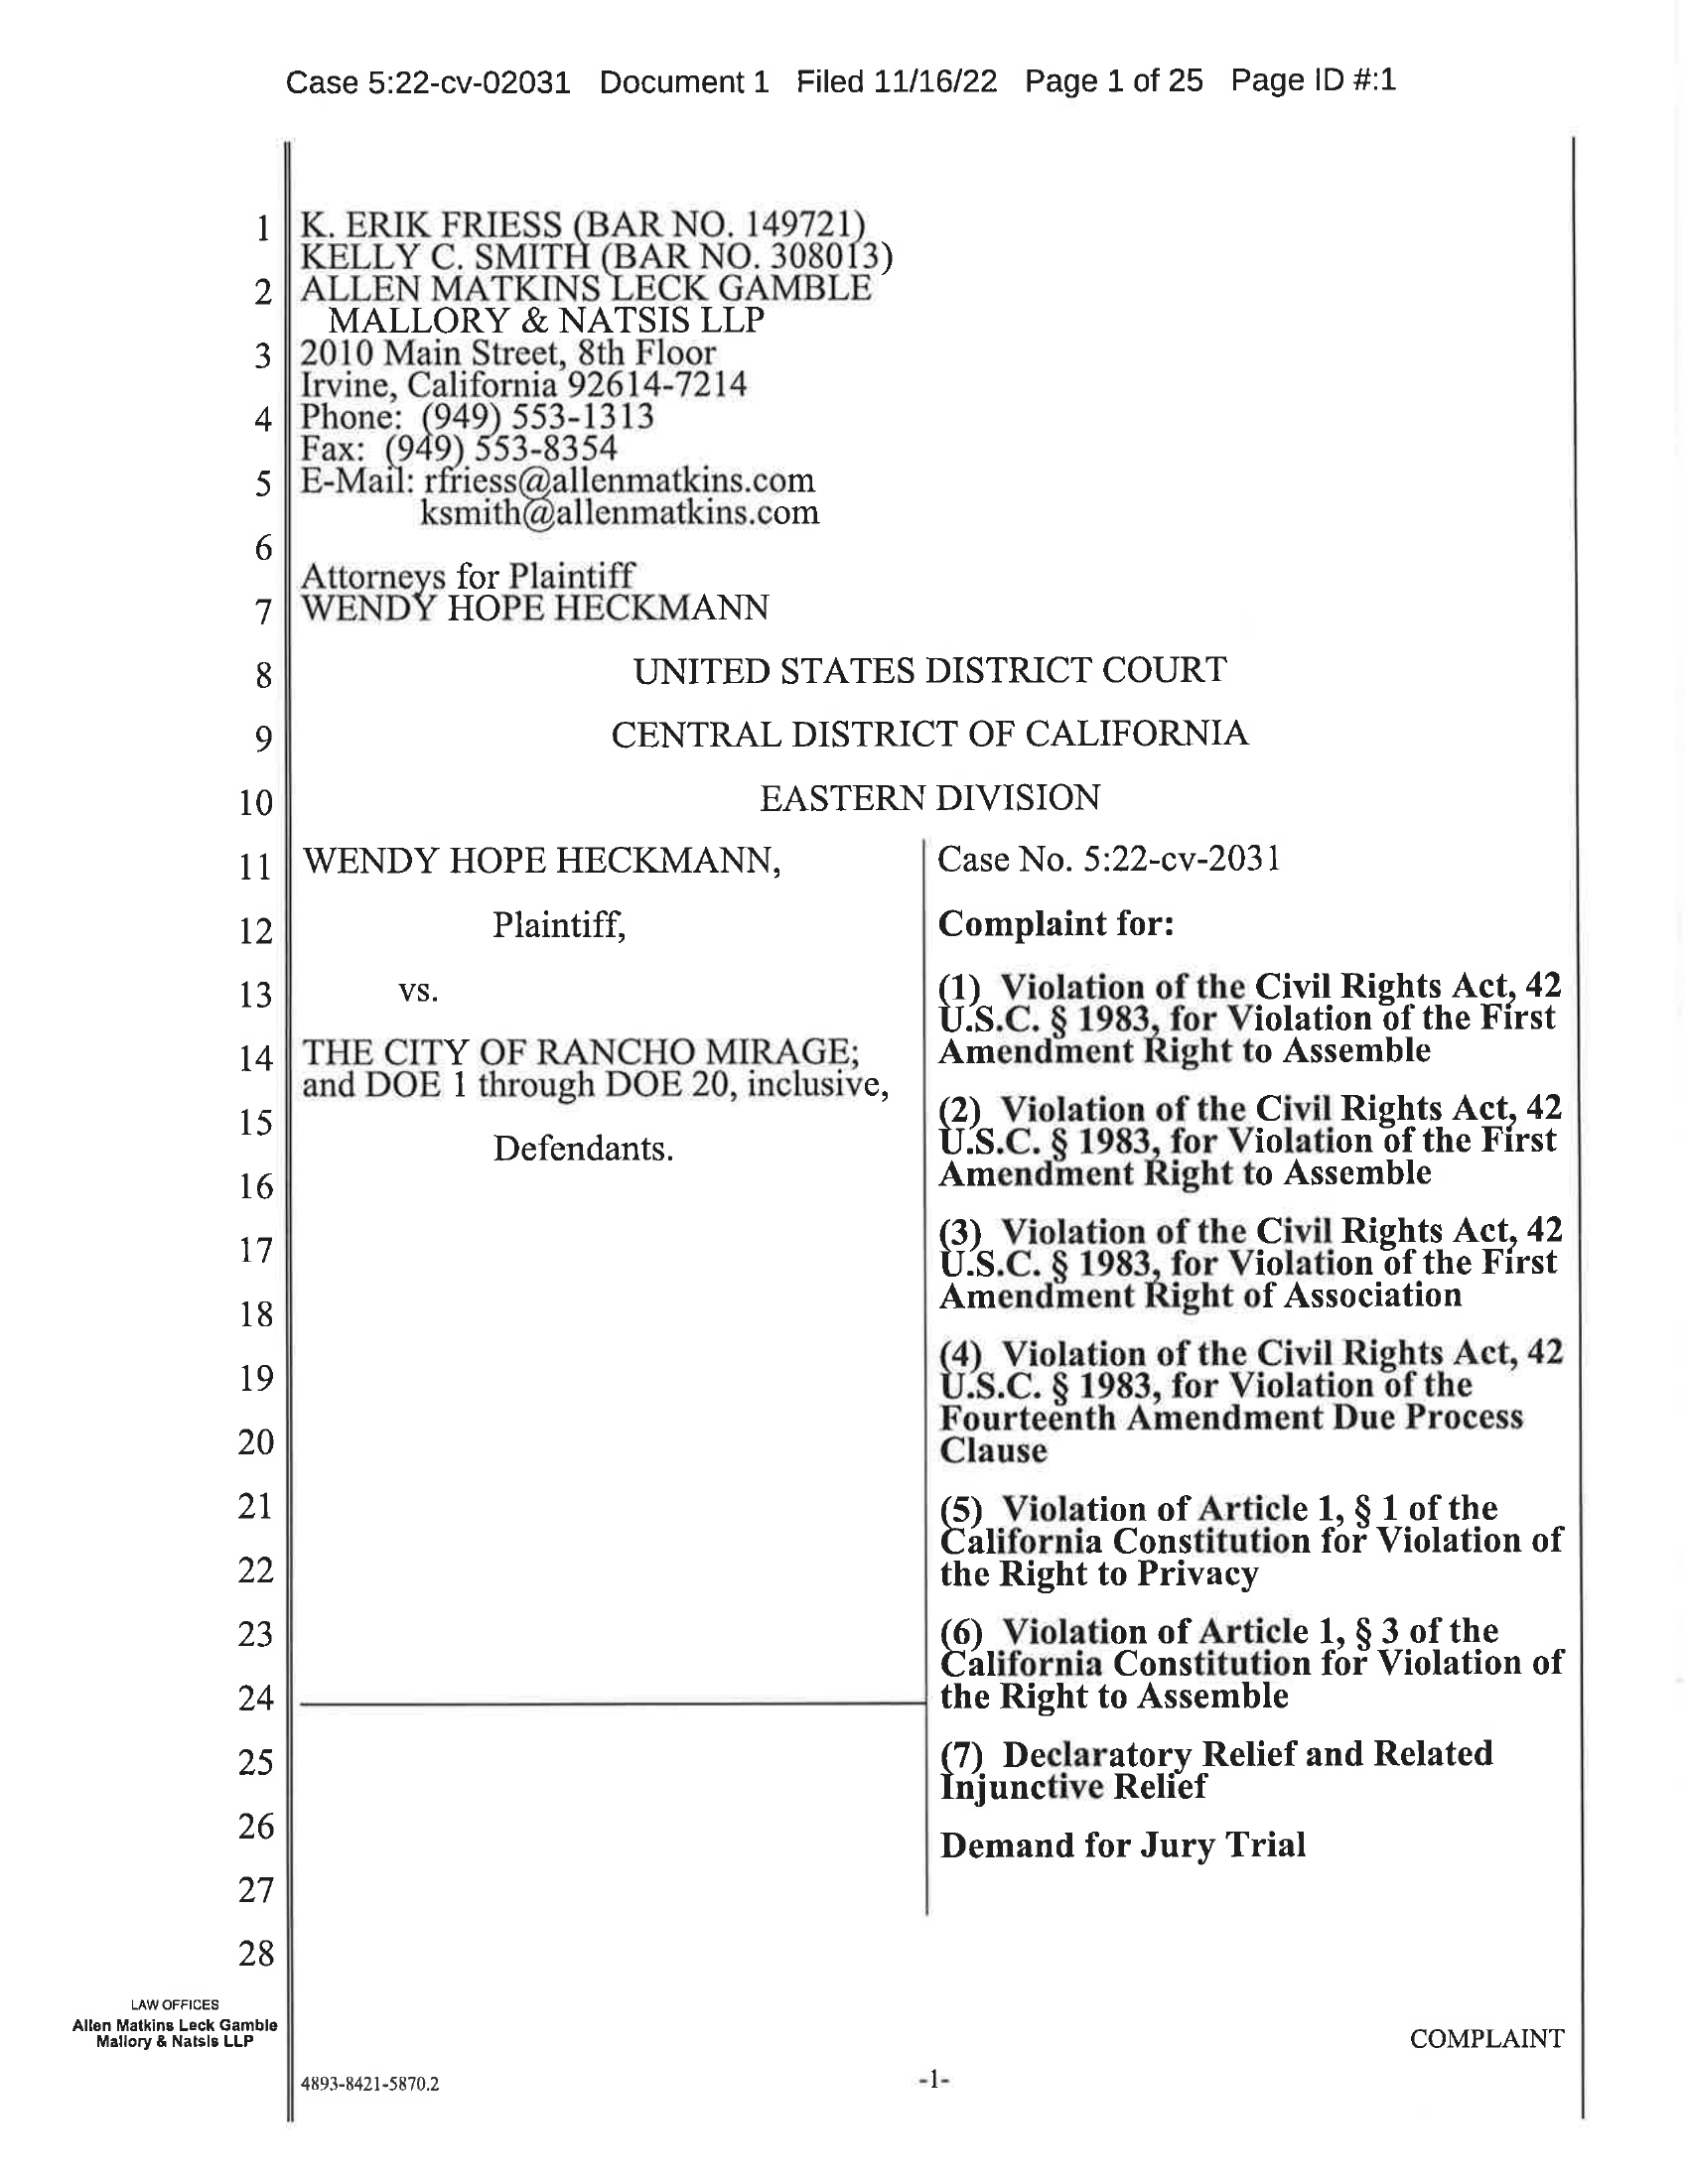 Case 5:22-cv-02031 Document 1 Filed 11/16/22 Page 1 of 25 Page ID #:1
1 K. ERIK FRIESS (BAR NO. 149721)
KELLY C. SMITH (BAR NO. 308013)
2 ALLEN MATKINS LECK GAMBLE
MALLORY & NATSIS LLP
3 2010 Main Street, 8th Floor
Irvine, California 92614-7214
4 Phone: (949) 553-1313
Fax: (949) 553-8354
5 E-Mail: rfriess@allenmatkins.com
ksmith@allenmatkins.com
6
Attorneys for Plaintiff
7 WENDY HOPE HECKMANN
8 UNITED STATES DISTRICT COURT
9 CENTRAL DISTRICT OF CALIFORNIA
10 EASTERN DIVISION
11 WENDY HOPE HECKMANN,
12 Plaintiff,
13 vs.
14 THE CITY OF RANCHO MIRAGE;
and DOE 1 through DOE 20, inclusive,
15
Defendants.
16
17
18
19
20
21
22
23
24
25
26
27
28
Case No. 5:22-cv-2031
Complaint for:
(1) Violation of the Civil Rights Act, 42
U.S.C. § 1983, for Violation of the First
Amendment Right to Assemble
(2) Violation of the Civil Rights Act, 42
U.S.C. § 1983, for Violation of the First
Amendment Right to Assemble
(3) Violation of the Civil Rights Act, 42
U.S.C. § 1983, for Violation of the First
Amendment Right of Association
(4) Violation of the Civil Rights Act, 42
U.S.C. § 1983, for Violation of the
Fourteenth Amendment Due Process
Clause
(5) Violation of Article 1, § 1 of the
California Constitution for Violation of
the Right to Privacy
(6) Violation of Article 1, § 3 of the
California Constitution for Violation of
the Right to Assemble
(7) Declaratory Relief and Related
Injunctive Relief
Demand for Jury Trial
LAW OFFICES
Allen Matkins Leck Gamble
Mallory & Natsis LLP
COMPLAINT
4893-8421-5870.2
-1-